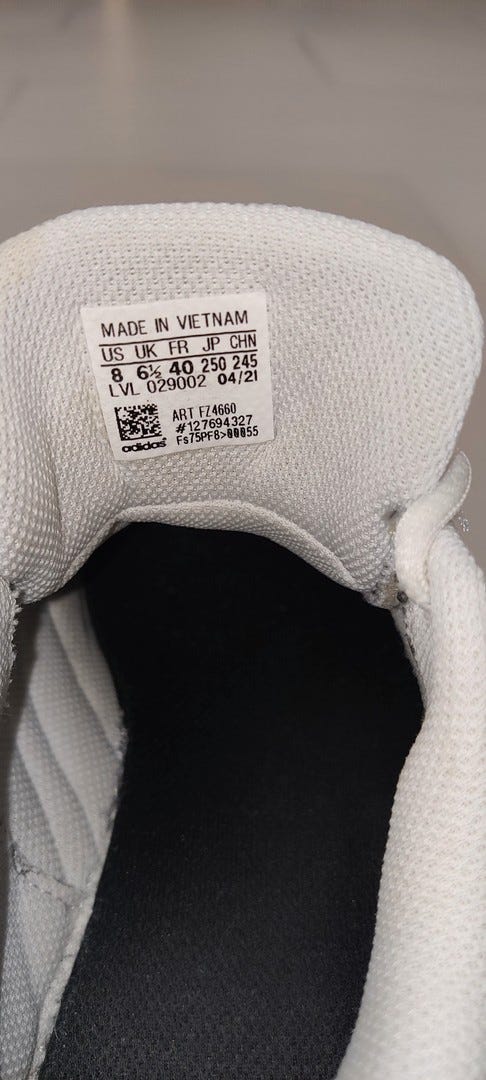 MADE IN VIETNAM
US UK FR JP CHN
8 6½ 40 250 245
LVL 029002 04/21
ART FZ4660
#127694327
adidas